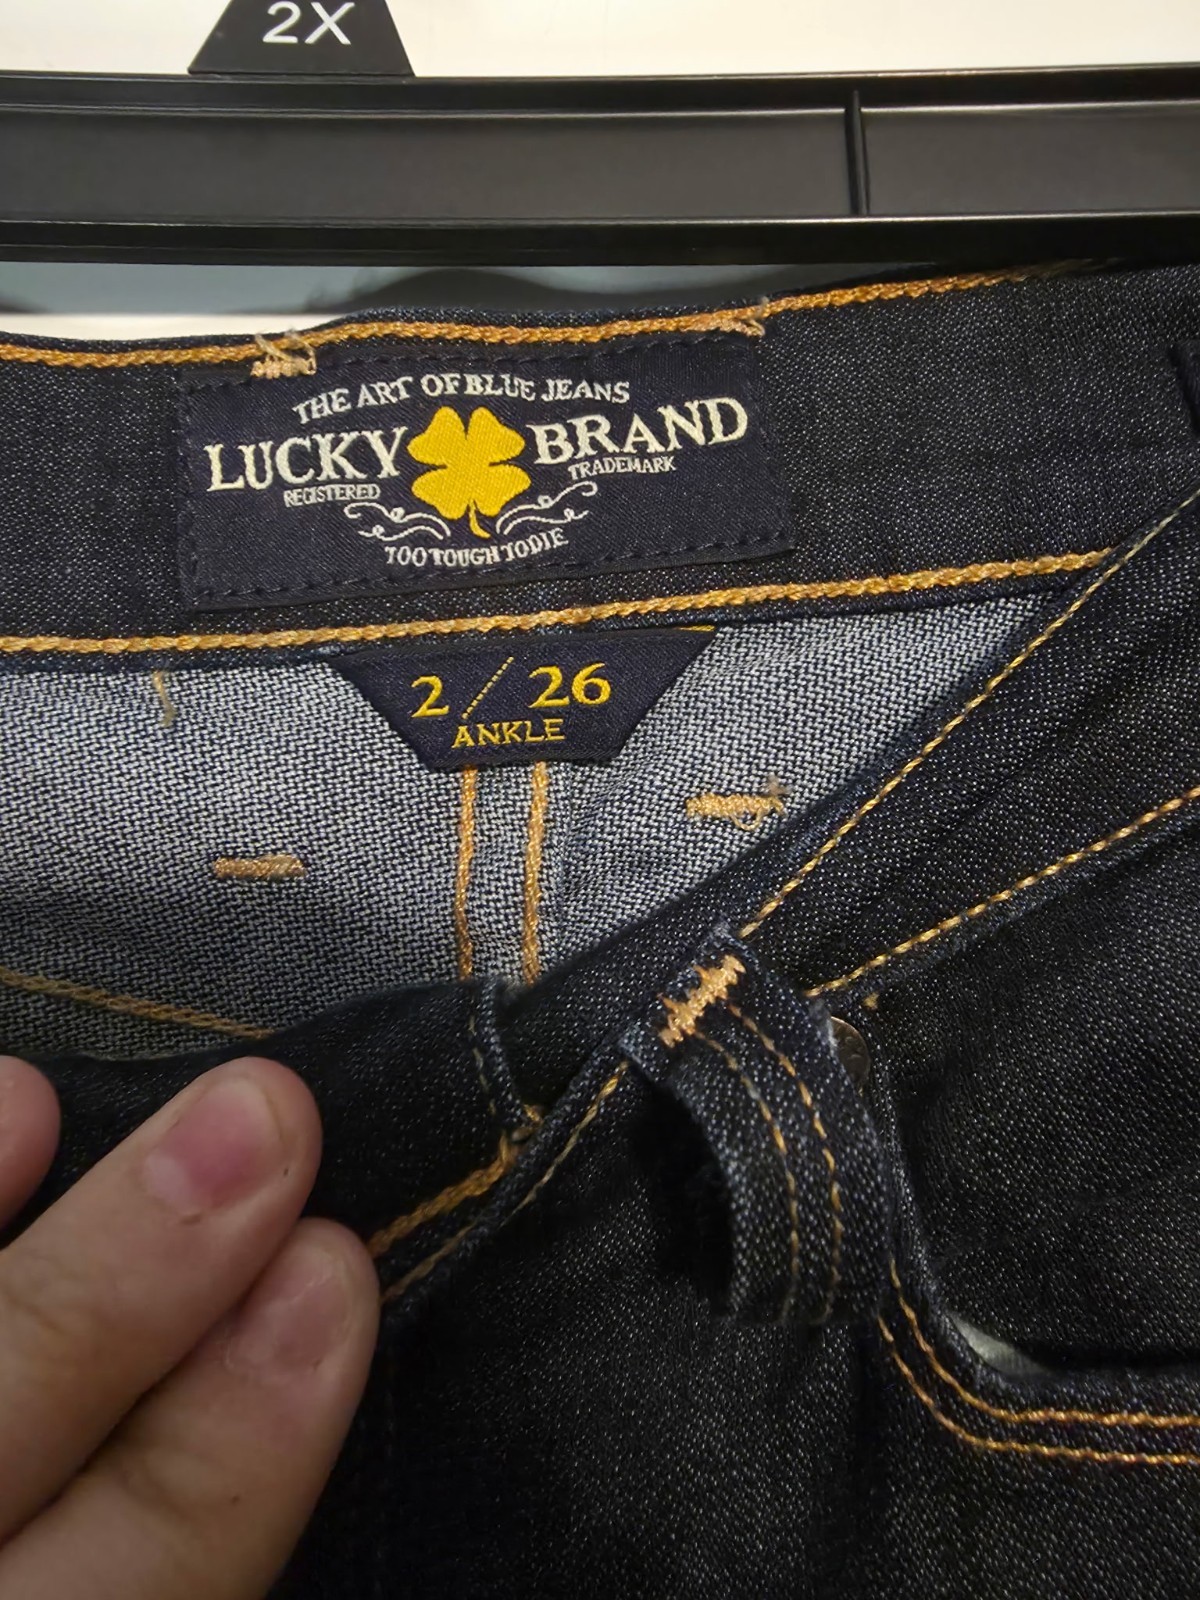 2X
THE ART OF BLUE JEANS
LUCKY BRAND
REGISTERED TRADEMARK
TOO TOUGH TO DIE
2/26
ANKLE